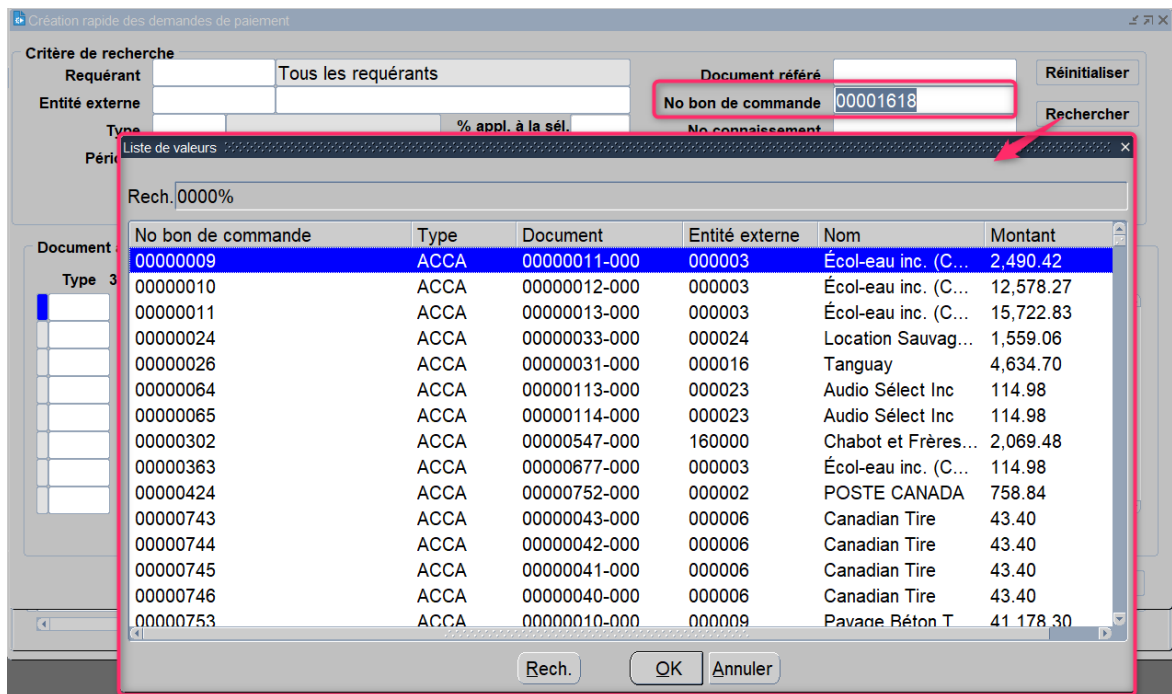 Création rapide des demandes de paiement
Critère de recherche
Requérant Tous les requérants Document référé Réinitialiser
Entité externe No bon de commande 00001618
Type % appl. à la sél. No connaissement Rechercher
Liste de valeurs
Rech. 0000%
No bon de commande Type Document Entité externe Nom Montant
00000009 ACCA 00000011-000 000003 Écol-eau inc. (C... 2,490.42
00000010 ACCA 00000012-000 000003 Écol-eau inc. (C... 12,578.27
00000011 ACCA 00000013-000 000003 Écol-eau inc. (C... 15,722.83
00000024 ACCA 00000033-000 000024 Location Sauvag... 1,559.06
00000026 ACCA 00000031-000 000016 Tanguay 4,634.70
00000064 ACCA 00000113-000 000023 Audio Sélect Inc 114.98
00000065 ACCA 00000114-000 000023 Audio Sélect Inc 114.98
00000302 ACCA 00000547-000 160000 Chabot et Frères... 2,069.48
00000363 ACCA 00000677-000 000003 Écol-eau inc. (C... 114.98
00000424 ACCA 00000752-000 000002 POSTE CANADA 758.84
00000743 ACCA 00000043-000 000006 Canadian Tire 43.40
00000744 ACCA 00000042-000 000006 Canadian Tire 43.40
00000745 ACCA 00000041-000 000006 Canadian Tire 43.40
00000746 ACCA 00000040-000 000006 Canadian Tire 43.40
00000753 ACCA 00000010-000 000009 Pavage Béton T 41,178.30
Document
Type 3
Rech. OK Annuler